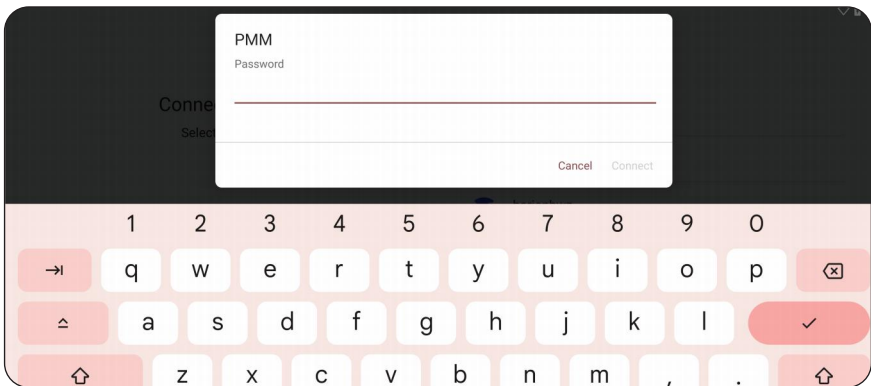 PMM
Password
Conne
Select
Cancel Connect
1 2 3 4 5 6 7 8 9 0
q w e r t y u i o p
a s d f g h j k l
z x c v b n m , .